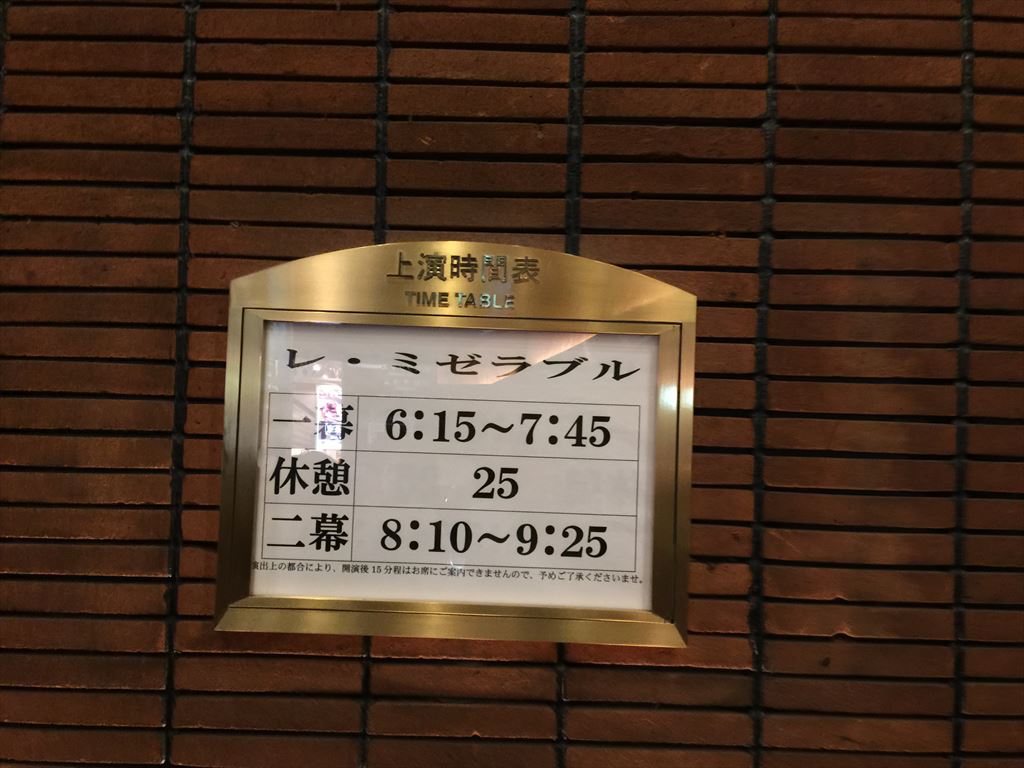 上演時間表
TIME TABLE
レ・ミゼラブル
一幕 6:15〜7:45
休憩 25
二幕 8:10〜9:25
演出上の都合により、開演後15分程はお席にご案内できませんので、予めご了承くださいませ。